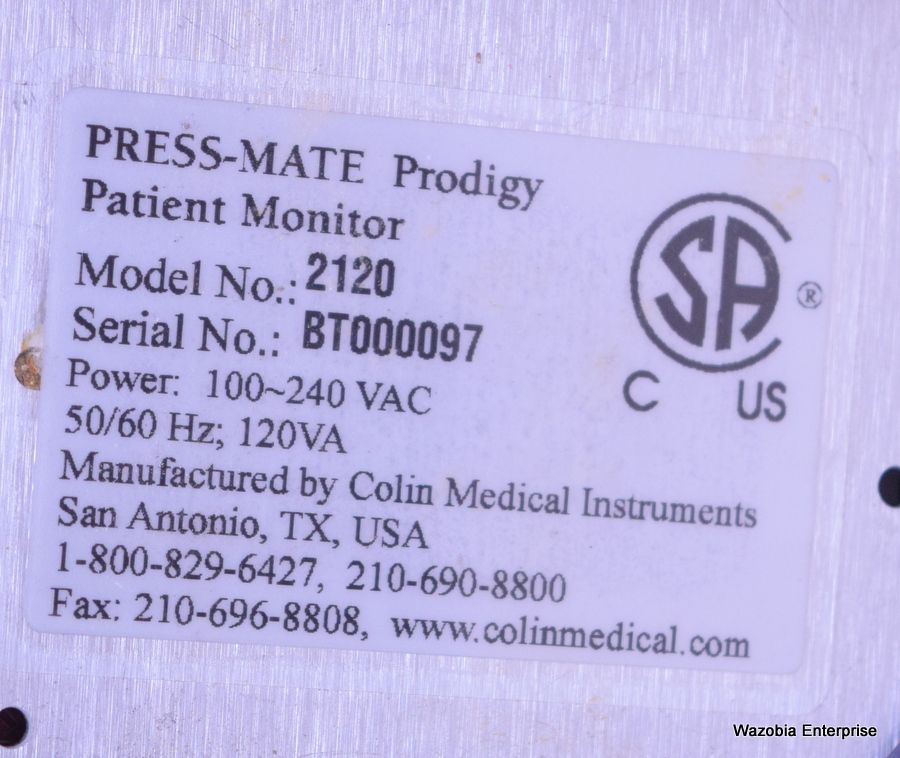 PRESS-MATE Prodigy
Patient Monitor
Model No.: 2120
Serial No.: BT000097
Power: 100~240 VAC
50/60 Hz; 120VA
Manufactured by Colin Medical Instruments
San Antonio, TX, USA
1-800-829-6427, 210-690-8800
Fax: 210-696-8808, www.colinmedical.com
SA ®
C US
Wazobia Enterprise